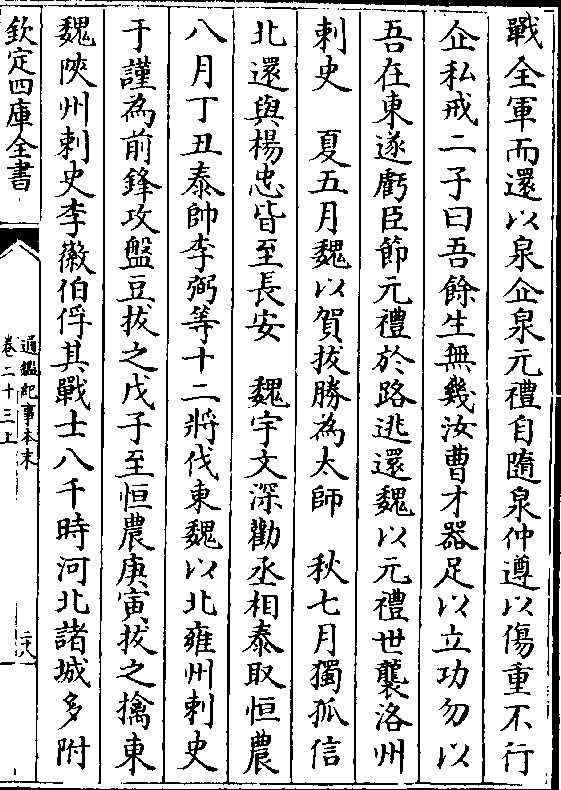 戰全軍而還以泉企泉元禮自隨泉仲遵以傷重不行
企私戒二子曰吾餘生無幾汝曹才器足以立功勿以
吾在東遂虧臣節元禮於路逃還魏以元禮世襲洛州
刺史　夏五月魏以賀拔勝為太師　秋七月獨孤信
北還與楊忠皆至長安　魏宇文深勸丞相泰取恒農
八月丁丑泰帥李弼等十二將伐東魏以北雍州刺史
于謹為前鋒攻盤豆拔之戊子至恒農庚寅拔之擒東
魏陝州刺史李徽伯俘其戰士八千時河北諸城多附
欽定四庫全書
通鑑紀事本末
卷二十三上
二十八